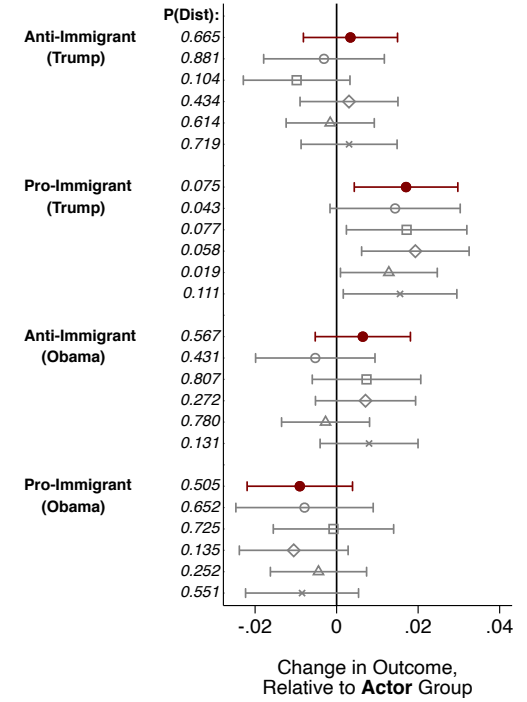 P(Dist):
Anti-Immigrant 0.665
(Trump) 0.881
0.104
0.434
0.614
0.719
Pro-Immigrant 0.075
(Trump) 0.043
0.077
0.058
0.019
0.111
Anti-Immigrant 0.567
(Obama) 0.431
0.807
0.272
0.780
0.131
Pro-Immigrant 0.505
(Obama) 0.652
0.725
0.135
0.252
0.551
-.02 0 .02 .04
Change in Outcome,
Relative to Actor Group